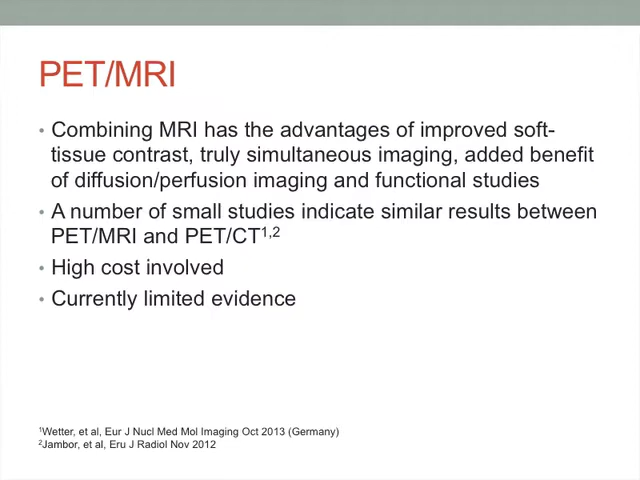 PET/MRI
• Combining MRI has the advantages of improved soft-
tissue contrast, truly simultaneous imaging, added benefit
of diffusion/perfusion imaging and functional studies
• A number of small studies indicate similar results between
PET/MRI and PET/CT1,2
• High cost involved
• Currently limited evidence
1Wetter, et al, Eur J Nucl Med Mol Imaging Oct 2013 (Germany)
2Jambor, et al, Eru J Radiol Nov 2012